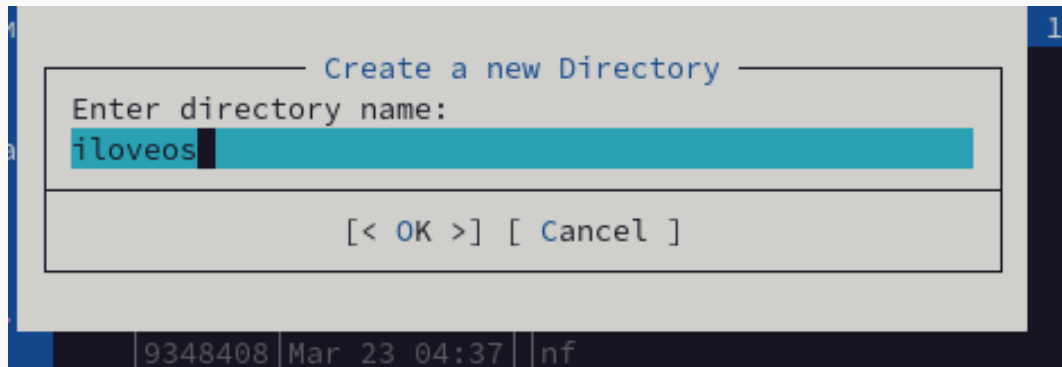 Create a new Directory
Enter directory name:
iloveos
[< OK >] [ Cancel ]
9348408|Mar 23 04:37| |nf